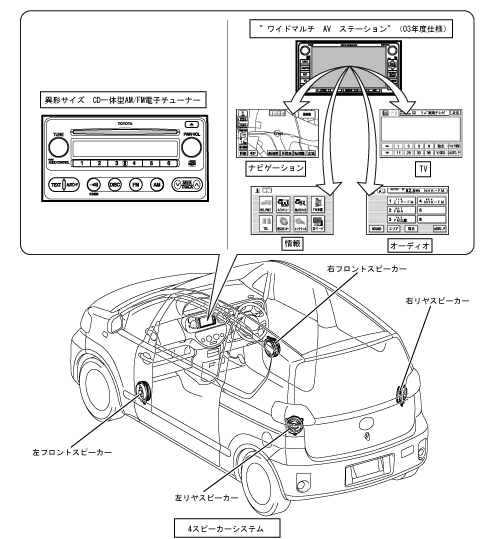 "ワイドマルチ AV ステーション"(03年度仕様)
異形サイズ CD一体型AM/FM電子チューナー
TOYOTA
TUNE
PWR・VOL
1 2 3 4 5 6
TEXT
DISC
FM
AM
SEEK
TRACK
ナビゲーション
TV
情報
オーディオ
右フロントスピーカー
右リヤスピーカー
左フロントスピーカー
左リヤスピーカー
4スピーカーシステム